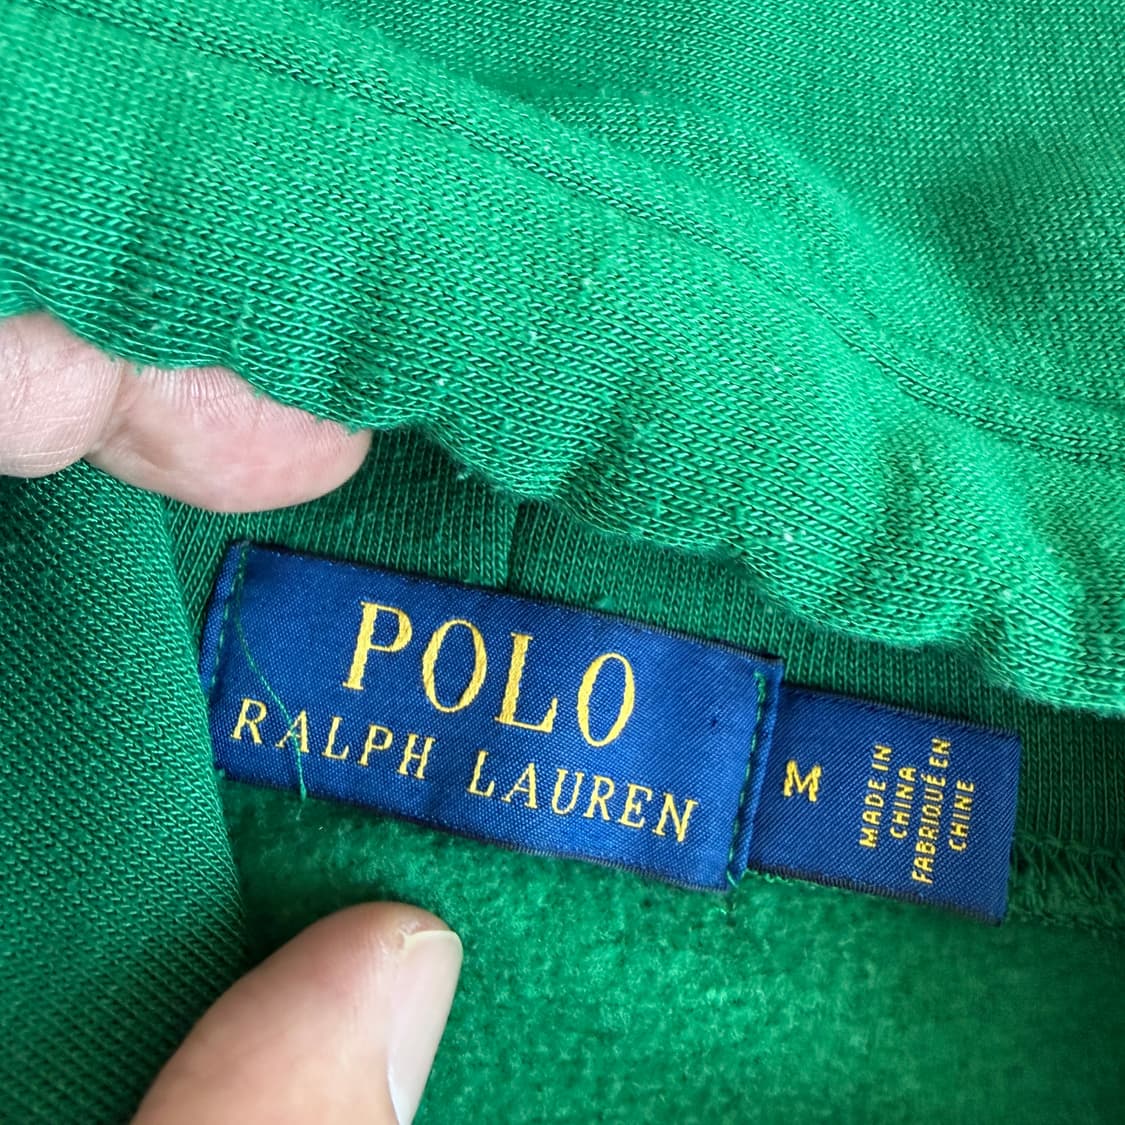 POLO
RALPH LAUREN
M
MADE IN
CHINA
FABRIQUÉ EN
CHINE